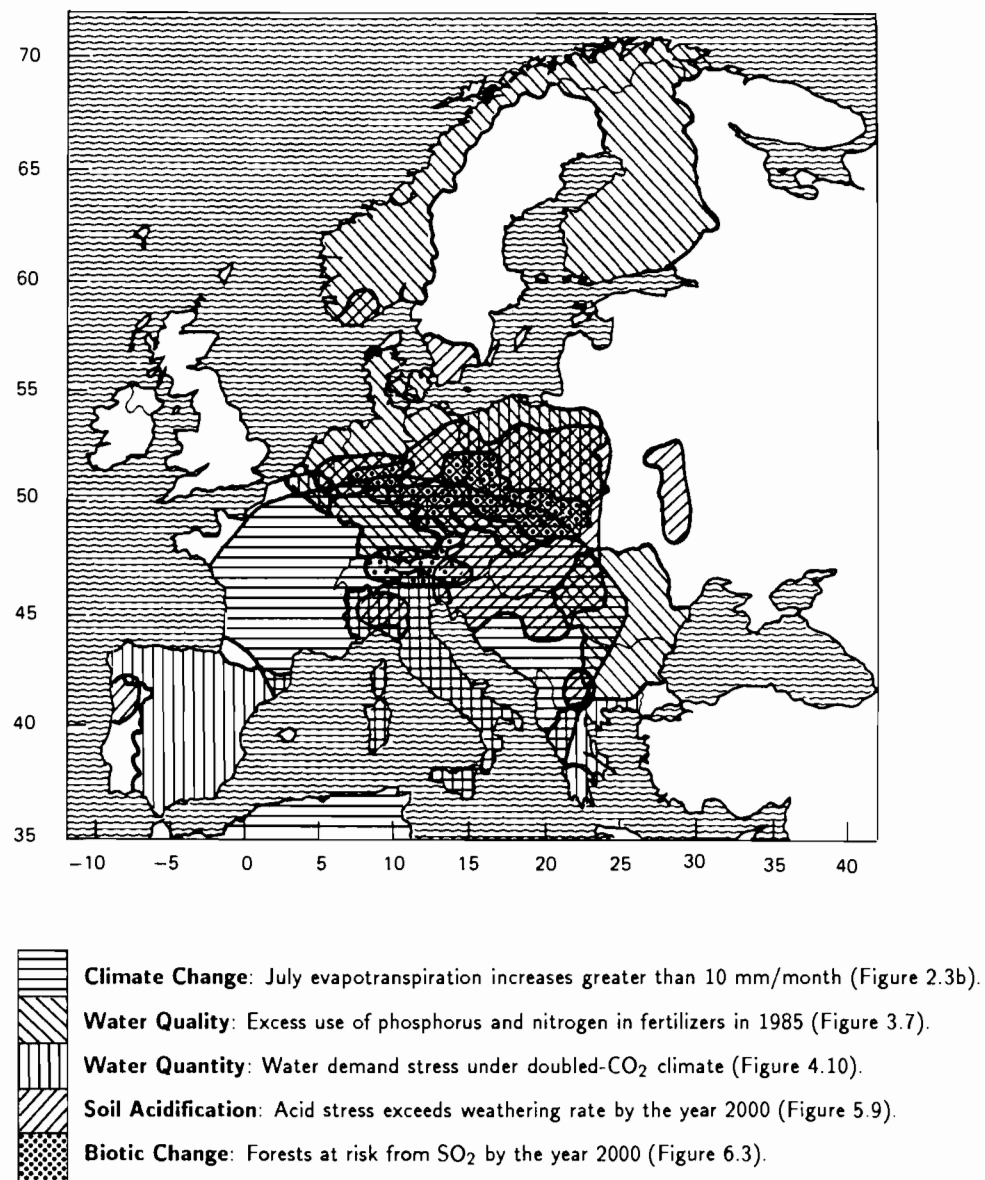 70
65
60
55
50
45
40
35
-10 -5 0 5 10 15 20 25 30 35 40
Climate Change: July evapotranspiration increases greater than 10 mm/month (Figure 2.3b).
Water Quality: Excess use of phosphorus and nitrogen in fertilizers in 1985 (Figure 3.7).
Water Quantity: Water demand stress under doubled-CO₂ climate (Figure 4.10).
Soil Acidification: Acid stress exceeds weathering rate by the year 2000 (Figure 5.9).
Biotic Change: Forests at risk from SO₂ by the year 2000 (Figure 6.3).